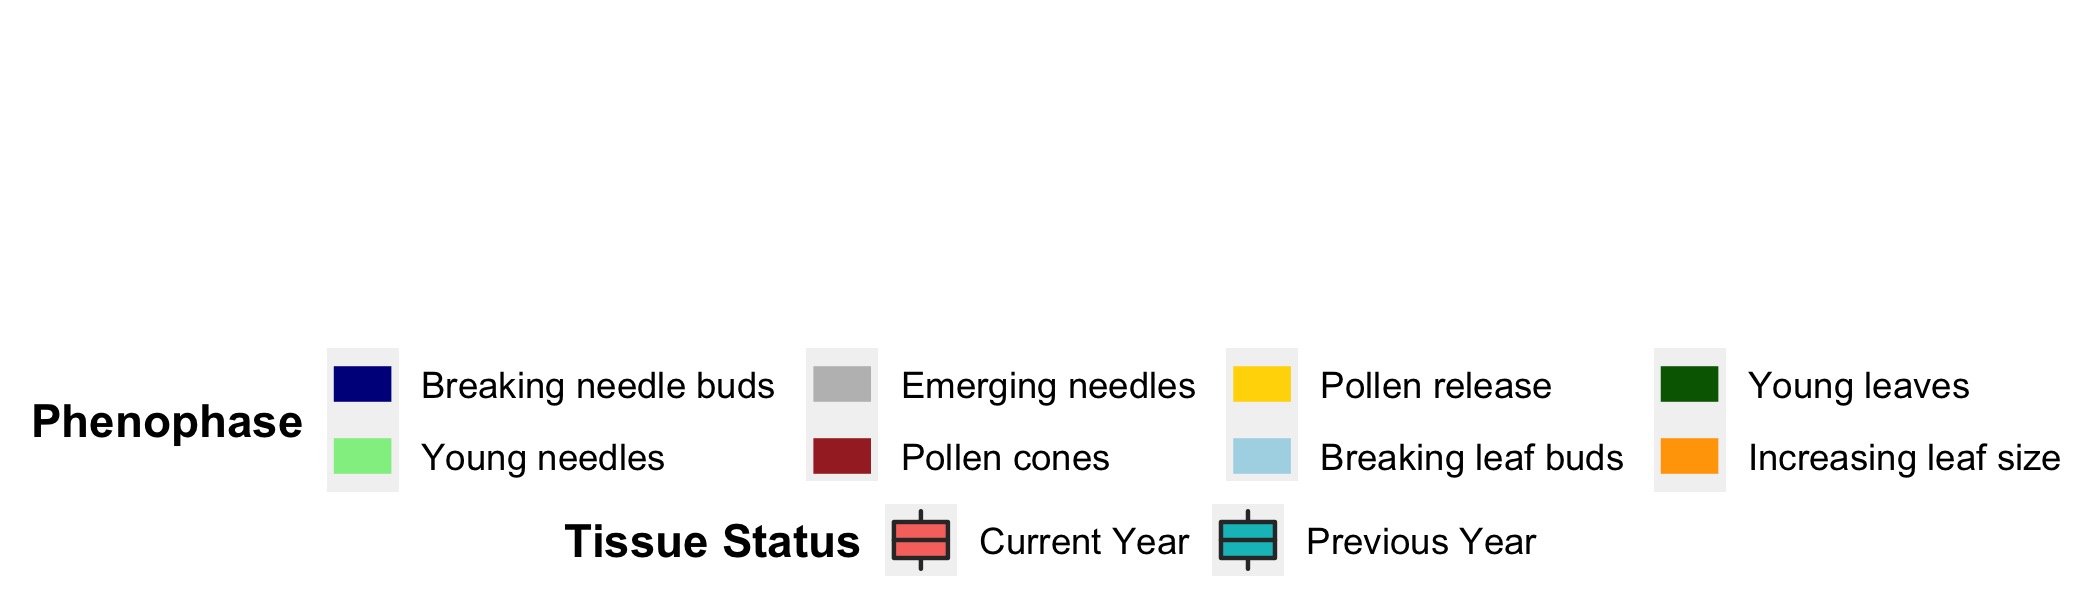 Phenophase
Breaking needle buds Emerging needles Pollen release Young leaves
Young needles Pollen cones Breaking leaf buds Increasing leaf size
Tissue Status Current Year Previous Year